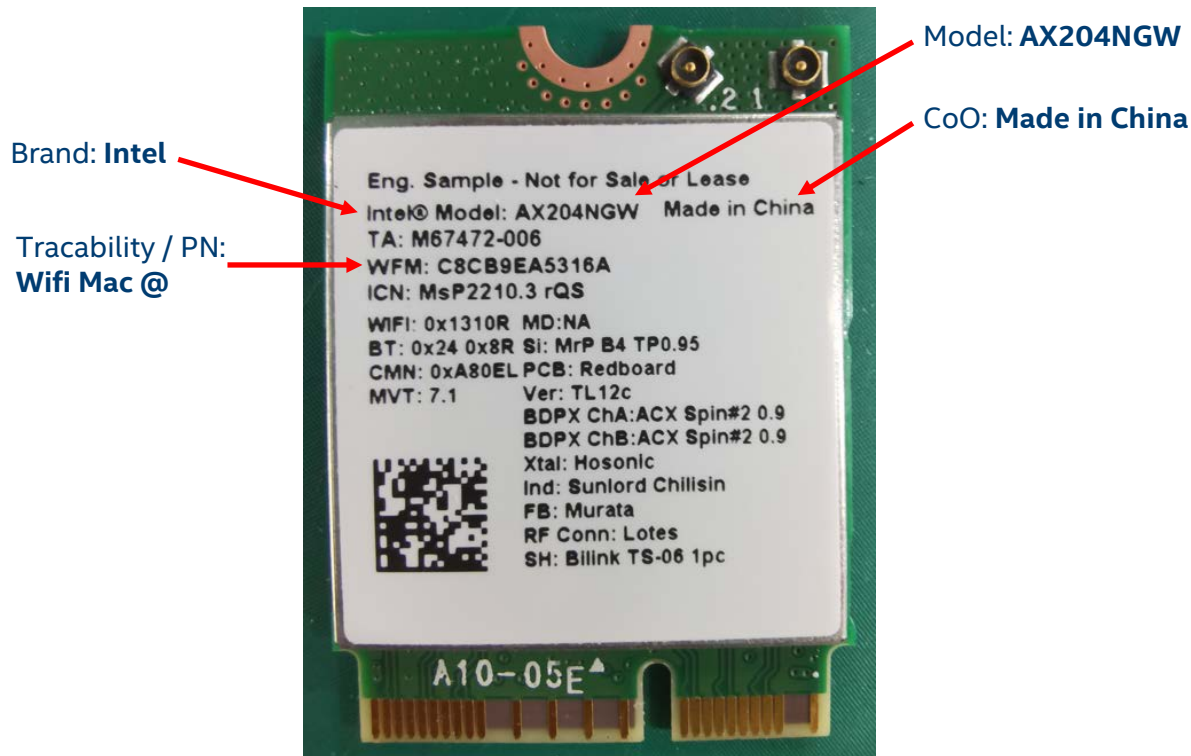 Model: AX204NGW
CoO: Made in China
Brand: Intel
Tracability / PN:
Wifi Mac @
21
Eng. Sample - Not for Sale or Lease
Intel® Model: AX204NGW Made in China
TA: M67472-006
WFM: C8CB9EA5316A
ICN: MsP2210.3 rQS
WIFI: 0x1310R MD:NA
BT: 0x24 0x8R Si: MrP B4 TP0.95
CMN: 0xA80EL PCB: Redboard
MVT: 7.1 Ver: TL12c
BDPX ChA:ACX Spin#2 0.9
BDPX ChB:ACX Spin#2 0.9
Xtal: Hosonic
Ind: Sunlord Chilisin
FB: Murata
RF Conn: Lotes
SH: Bilink TS-06 1pc
A10-05E